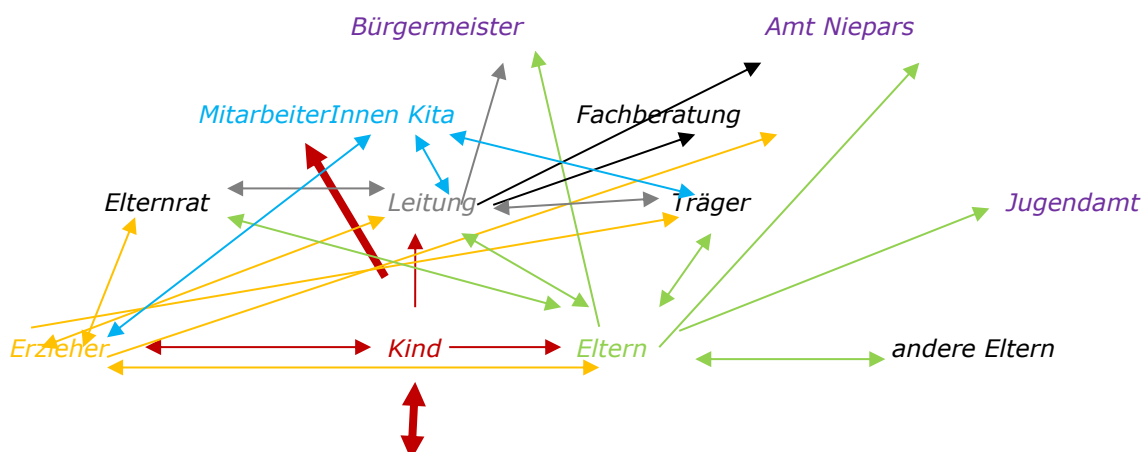 Bürgermeister
Amt Niepars
MitarbeiterInnen Kita
Fachberatung
Elternrat
Leitung
Träger
Jugendamt
Erzieher
Kind
Eltern
andere Eltern